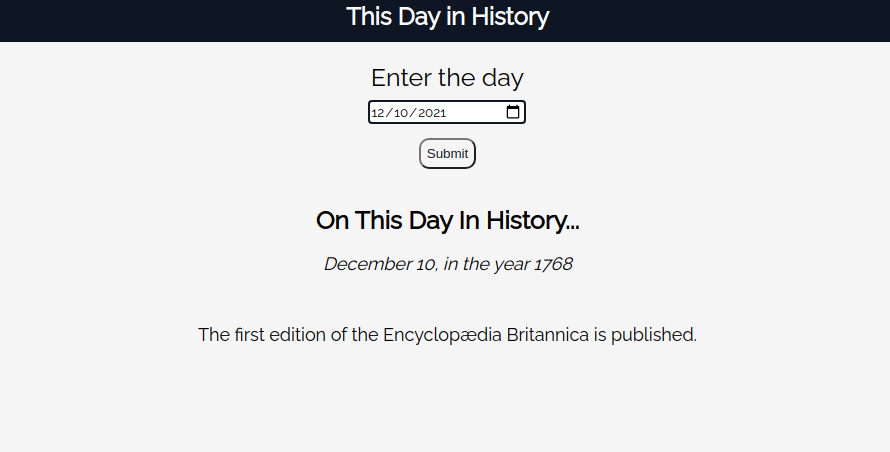 This Day in History
Enter the day
12/10/2021
Submit
On This Day In History...
December 10, in the year 1768
The first edition of the Encyclopædia Britannica is published.